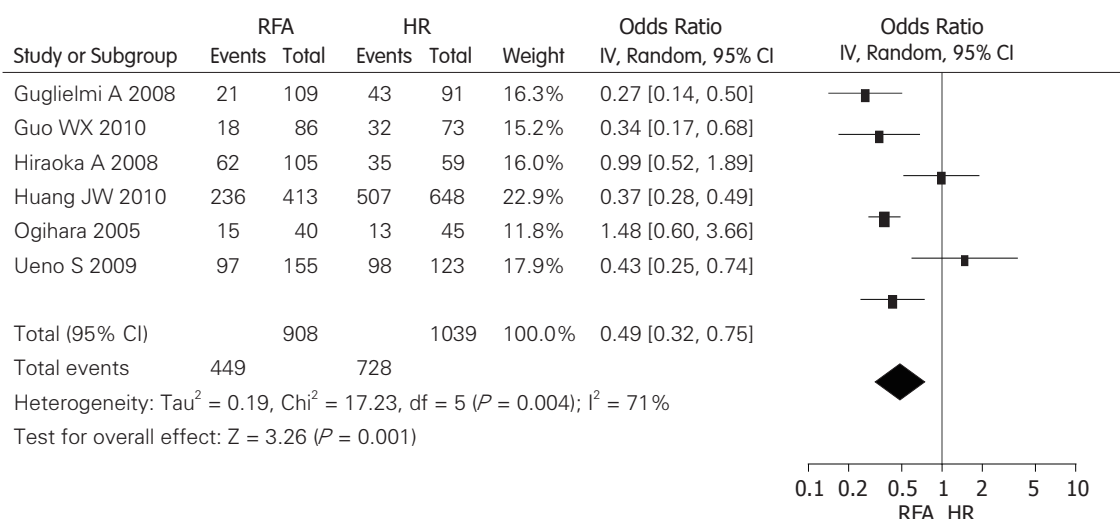 RFA HR Odds Ratio Odds Ratio
Study or Subgroup Events Total Events Total Weight IV, Random, 95% CI IV, Random, 95% CI
Guglielmi A 2008 21 109 43 91 16.3% 0.27 [0.14, 0.50]
Guo WX 2010 18 86 32 73 15.2% 0.34 [0.17, 0.68]
Hiraoka A 2008 62 105 35 59 16.0% 0.99 [0.52, 1.89]
Huang JW 2010 236 413 507 648 22.9% 0.37 [0.28, 0.49]
Ogihara 2005 15 40 13 45 11.8% 1.48 [0.60, 3.66]
Ueno S 2009 97 155 98 123 17.9% 0.43 [0.25, 0.74]
Total (95% CI) 908 1039 100.0% 0.49 [0.32, 0.75]
Total events 449 728
Heterogeneity: Tau² = 0.19, Chi² = 17.23, df = 5 (P = 0.004); I² = 71%
Test for overall effect: Z = 3.26 (P = 0.001)
0.1 0.2 0.5 1 2 5 10
RFA HR